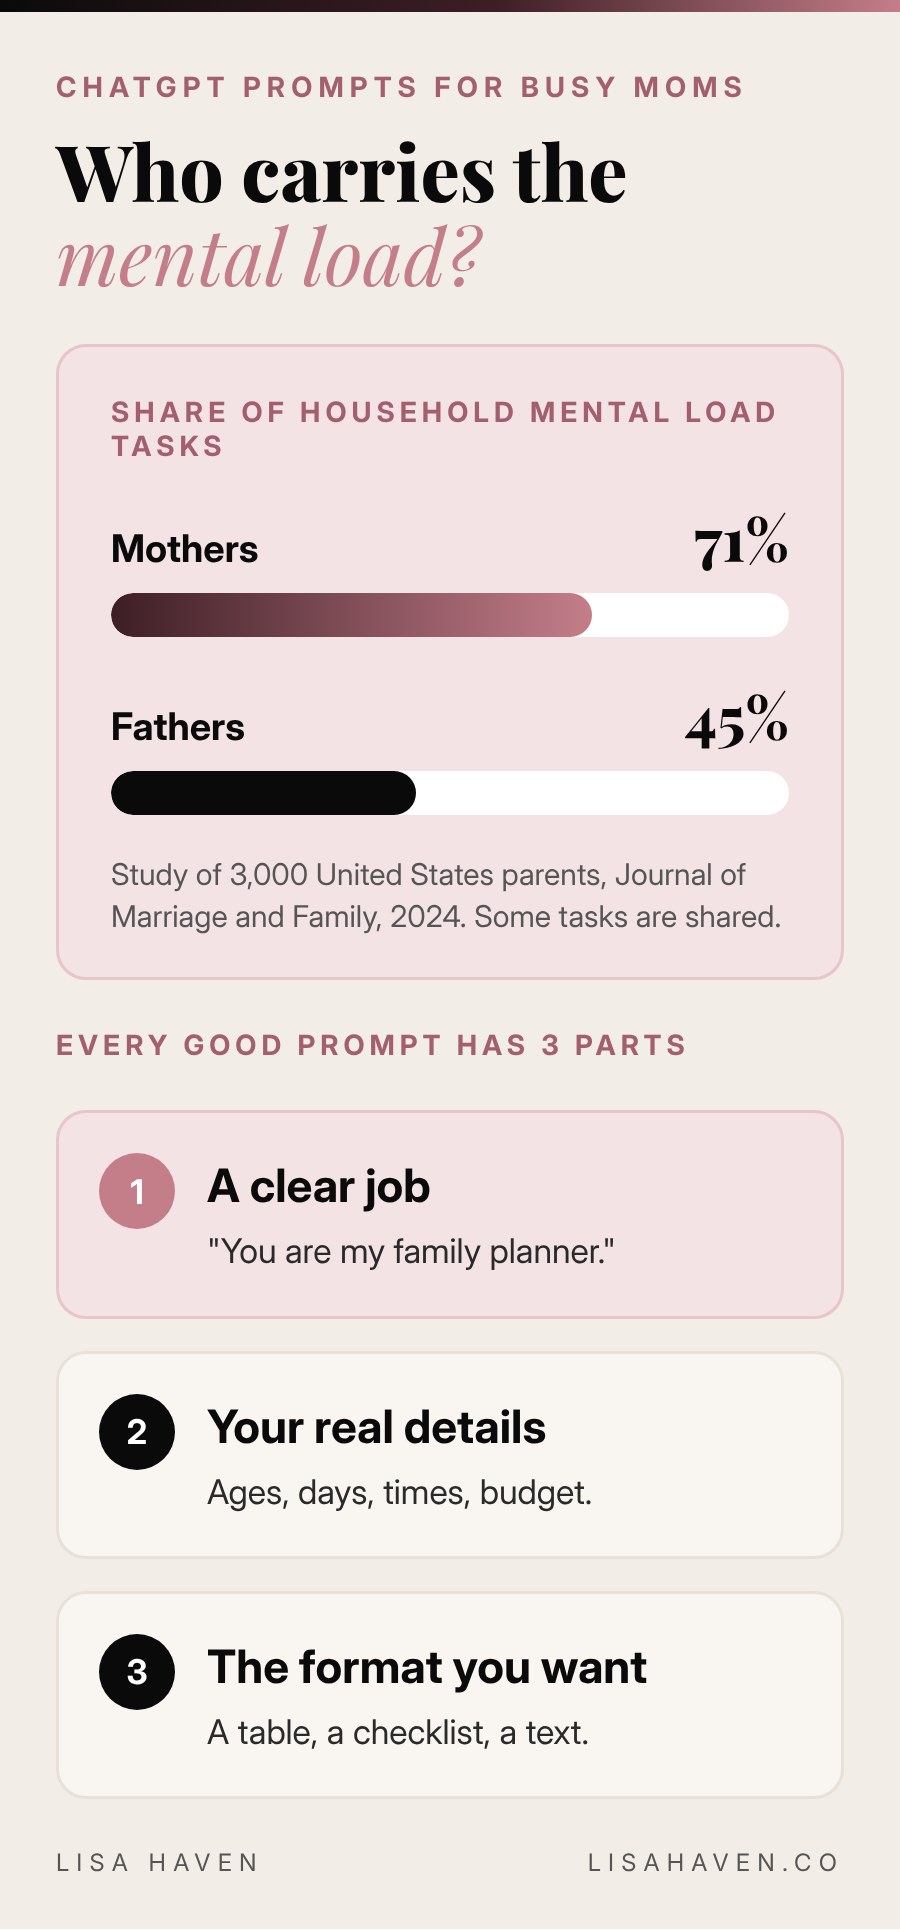 CHATGPT PROMPTS FOR BUSY MOMS
Who carries the
mental load?
SHARE OF HOUSEHOLD MENTAL LOAD
TASKS
Mothers 71%
Fathers 45%
Study of 3,000 United States parents, Journal of
Marriage and Family, 2024. Some tasks are shared.
EVERY GOOD PROMPT HAS 3 PARTS
1 A clear job
"You are my family planner."
2 Your real details
Ages, days, times, budget.
3 The format you want
A table, a checklist, a text.
LISA HAVEN LISAHAVEN.CO